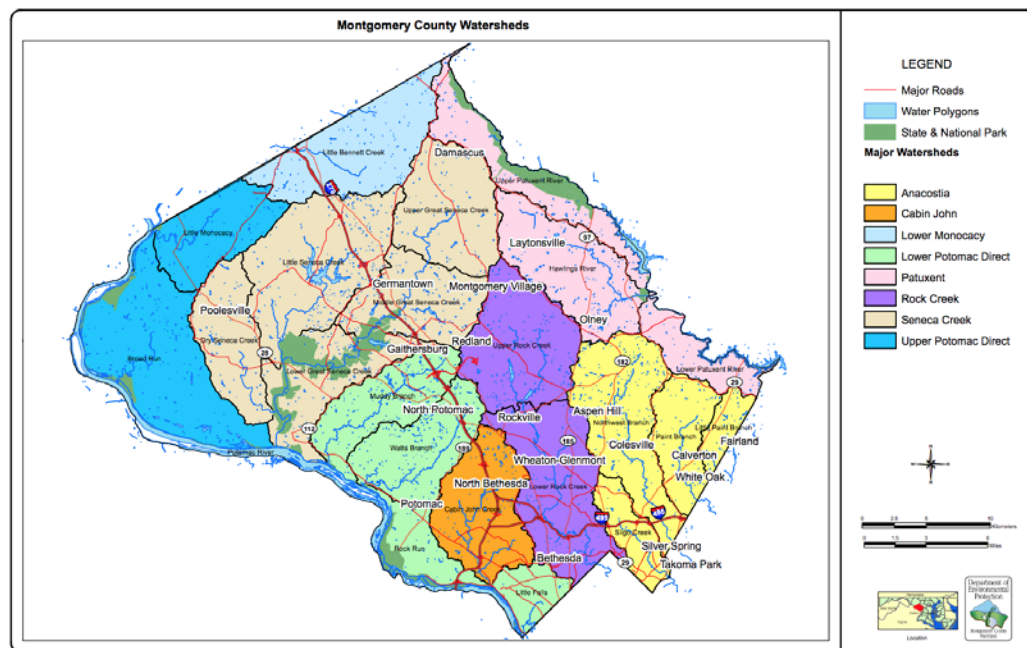 Montgomery County Watersheds
LEGEND
Major Roads
Water Polygons
State & National Park
Major Watersheds
Anacostia
Cabin John
Lower Monocacy
Lower Potomac Direct
Patuxent
Rock Creek
Seneca Creek
Upper Potomac Direct
Little Bennett Creek
Damascus
Upper Patuxent River
Upper Great Seneca Creek
Little Monocacy
Laytonsville
97
Little Seneca Creek
Hawlings River
Germantown
Montgomery Village
Poolesville
Middle Great Seneca Creek
Olney
Dry Seneca Creek
Redland
Upper Rock Creek
28
Gaithersburg
182
Broad Run
Lower Great Seneca Creek
Lower Patuxent River
29
Muddy Branch
North Potomac
Rockville
Aspen Hill
Northwest Branch
Little Paint Branch
112
Paint Branch
Fairland
Watts Branch
189
185
Colesville
Calverton
Potomac River
Wheaton-Glenmont
White Oak
North Bethesda
Lower Rock Creek
Potomac
Cabin John Creek
495
Sligo Creek
Rock Run
Silver Spring
Bethesda
29
Takoma Park
Little Falls
Kilometers
Miles
Location
Department of
Environmental
Protection
Montgomery County
Maryland